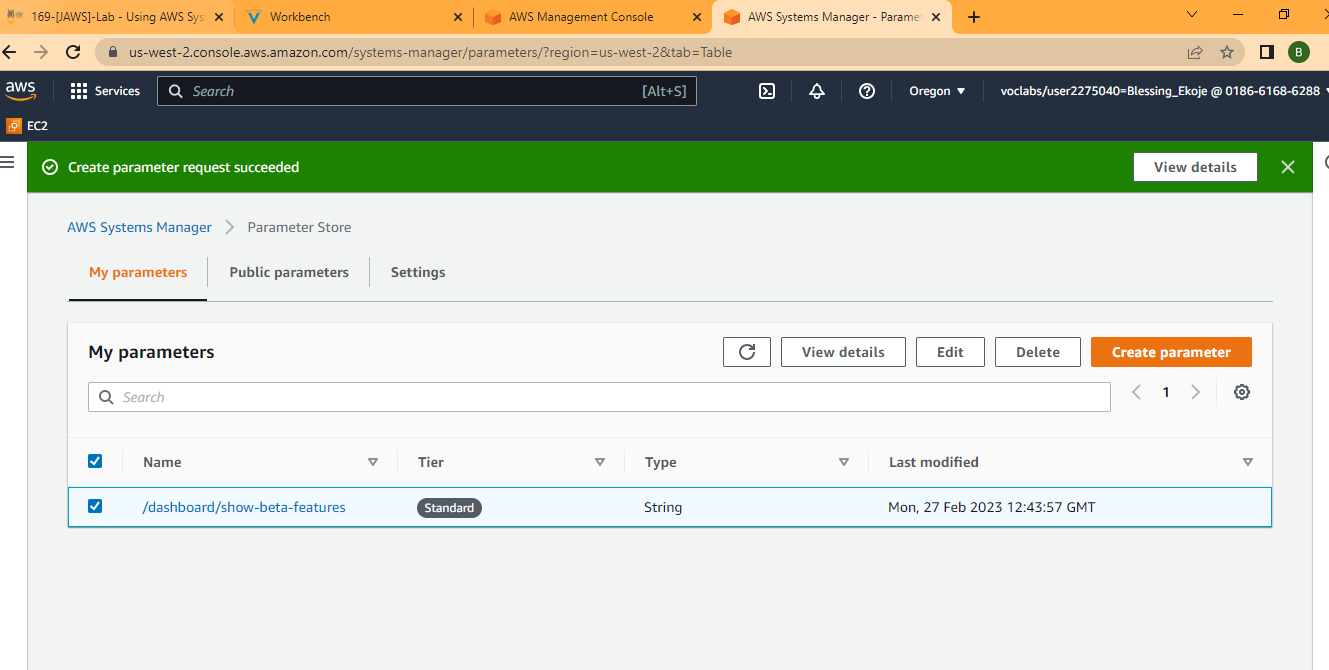 169-[JAWS]-Lab - Using AWS Sys
Workbench
AWS Management Console
AWS Systems Manager - Parame
us-west-2.console.aws.amazon.com/systems-manager/parameters/?region=us-west-2&tab=Table
B
aws
Services
Search
[Alt+S]
Oregon
voclabs/user2275040=Blessing_Ekoje @ 0186-6168-6288
EC2
Create parameter request succeeded
View details
AWS Systems Manager
Parameter Store
My parameters
Public parameters
Settings
My parameters
View details
Edit
Delete
Create parameter
Search
1
Name
Tier
Type
Last modified
/dashboard/show-beta-features
Standard
String
Mon, 27 Feb 2023 12:43:57 GMT